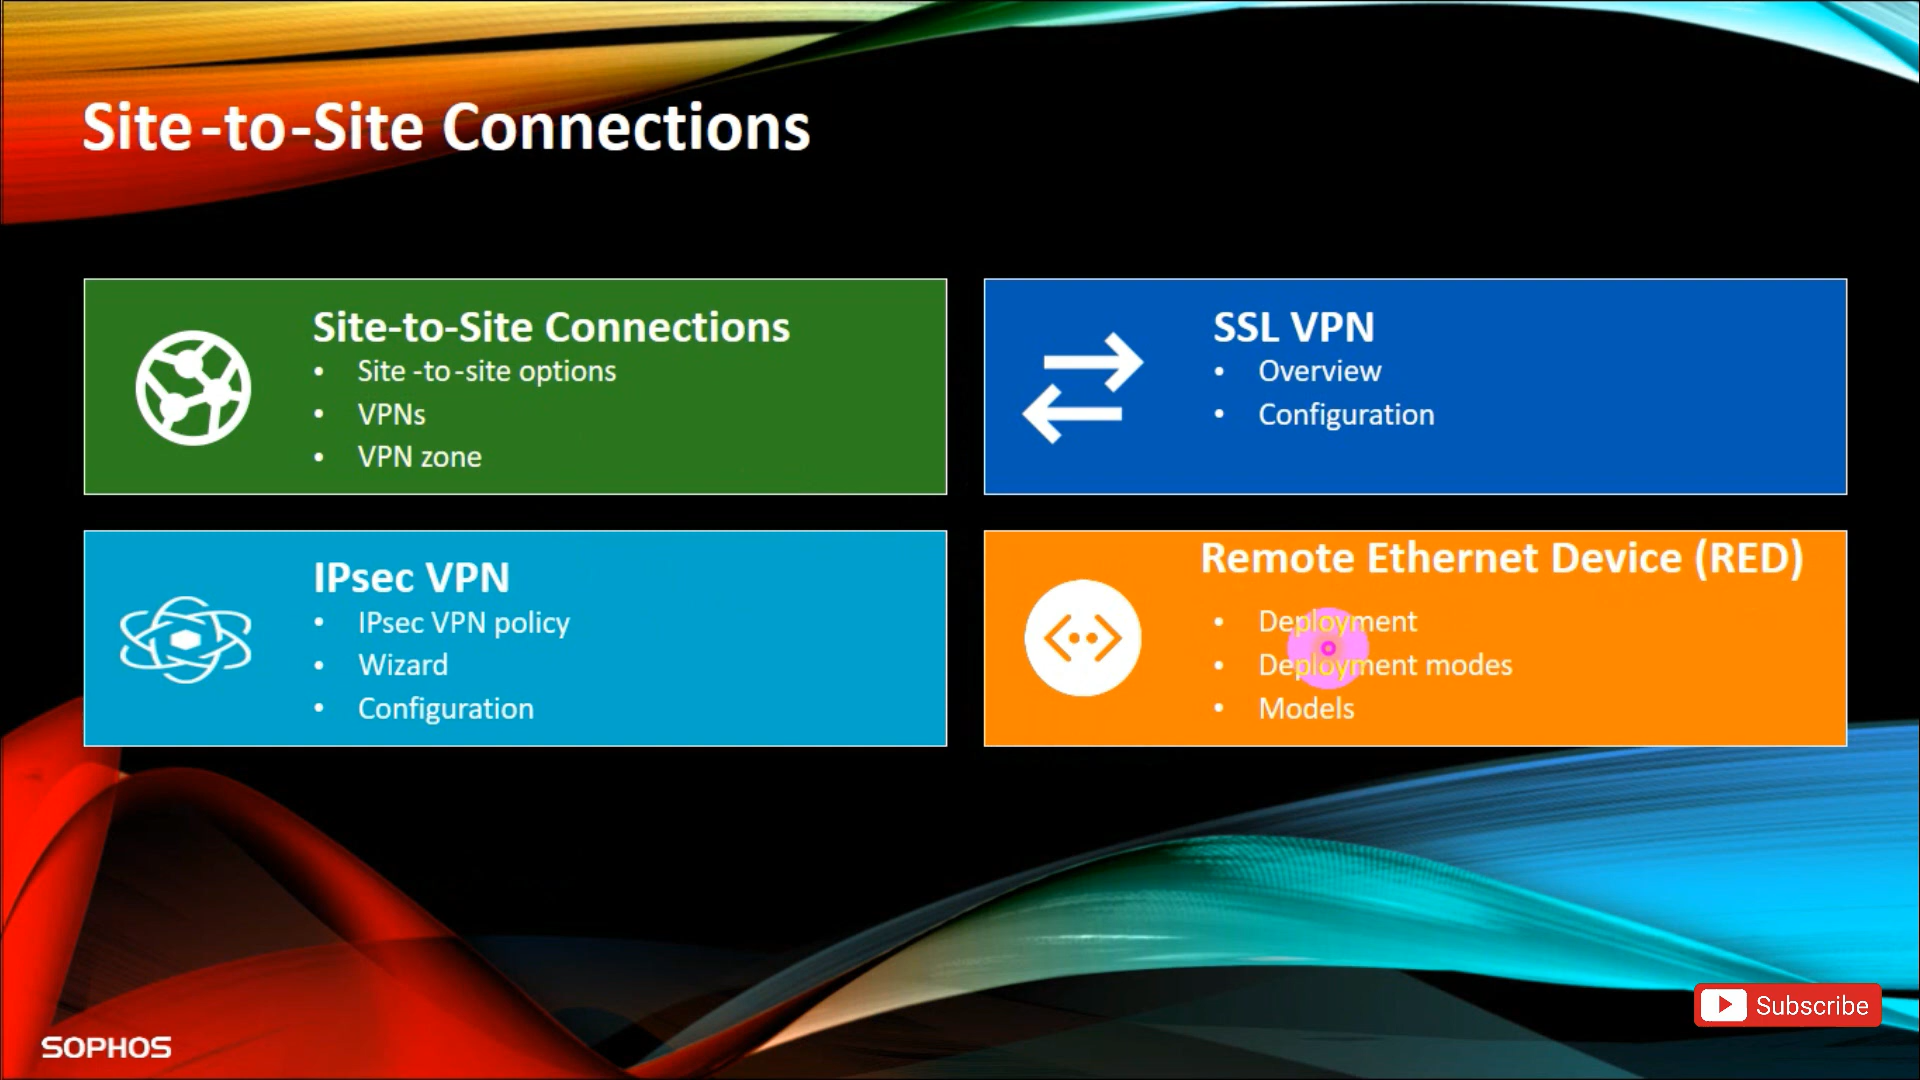 Site-to-Site Connections
Site-to-Site Connections
• Site-to-site options
• VPNs
• VPN zone
SSL VPN
• Overview
• Configuration
IPsec VPN
• IPsec VPN policy
• Wizard
• Configuration
Remote Ethernet Device (RED)
• Deployment
• Deployment modes
• Models
Subscribe
SOPHOS